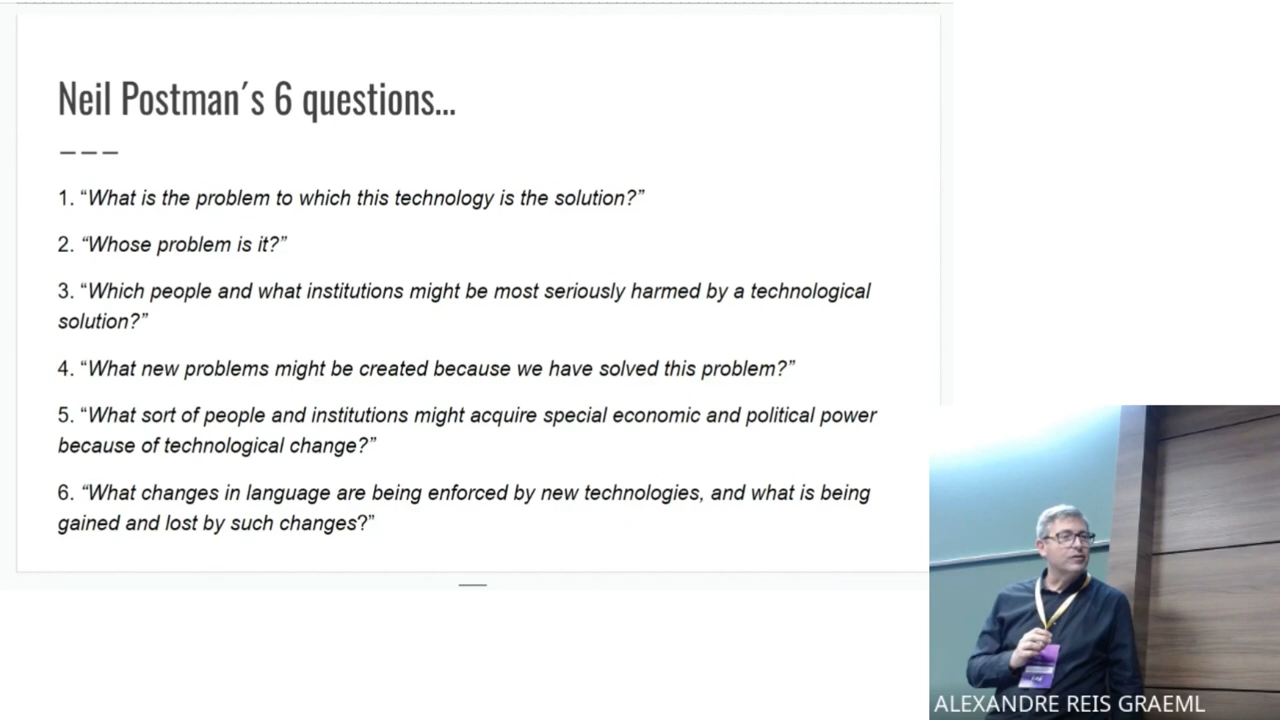 Neil Postman´s 6 questions...
1. “What is the problem to which this technology is the solution?”
2. “Whose problem is it?”
3. “Which people and what institutions might be most seriously harmed by a technological
solution?”
4. “What new problems might be created because we have solved this problem?”
5. “What sort of people and institutions might acquire special economic and political power
because of technological change?”
6. “What changes in language are being enforced by new technologies, and what is being
gained and lost by such changes?”
ALEXANDRE REIS GRAEML